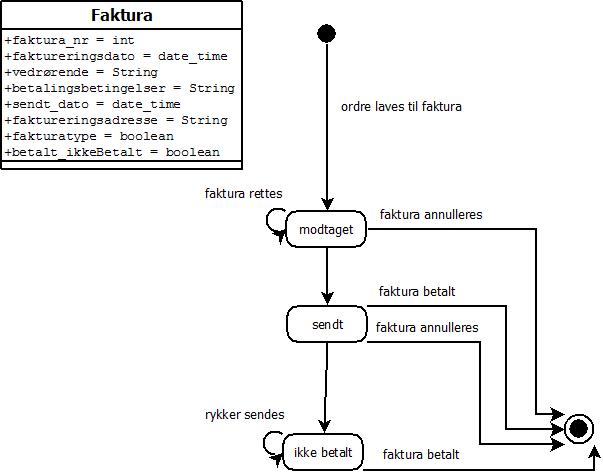 Faktura
+faktura_nr = int
+faktureringsdato = date_time
+vedrørende = String
+betalingsbetingelser = String
+sendt_dato = date_time
+faktureringsadresse = String
+fakturatype = boolean
+betalt_ikkeBetalt = boolean
ordre laves til faktura
faktura rettes
faktura annulleres
modtaget
faktura betalt
sendt
faktura annulleres
rykker sendes
ikke betalt
faktura betalt